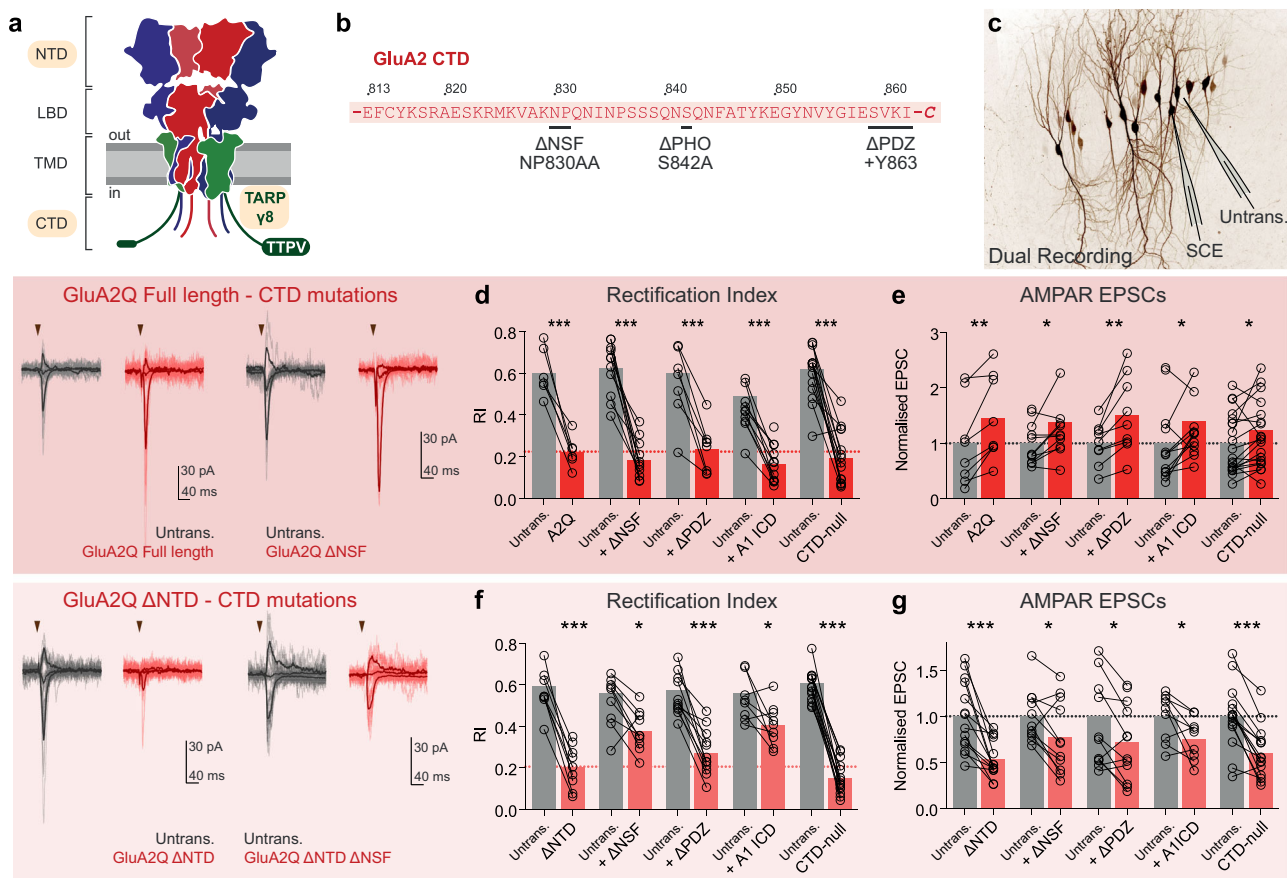 a
NTD
LBD
out
TMD
in
CTD
TARP
γ8
TTPV
b
GluA2 CTD
813 820 830 840 850 860
–EFCYKSRAESKRMKVAKNPQNINPSSSQNSQNFATYKEGYNVYGIESVKI–C
ΔNSF ΔPHO ΔPDZ
NP830AA S842A +Y863
c
Untrans.
SCE
Dual Recording
GluA2Q Full length - CTD mutations
30 pA
40 ms
30 pA
40 ms
Untrans.
GluA2Q Full length
Untrans.
GluA2Q ΔNSF
d
Rectification Index
*** *** *** *** ***
RI
0.8
0.6
0.4
0.2
0.0
Untrans. A2Q Untrans. + ΔNSF Untrans. + ΔPDZ Untrans. + A1 ICD Untrans. CTD-null
e
AMPAR EPSCs
** * ** * *
Normalised EPSC
3
2
1
0
Untrans. A2Q Untrans. + ΔNSF Untrans. + ΔPDZ Untrans. + A1 ICD Untrans. CTD-null
GluA2Q ΔNTD - CTD mutations
30 pA
40 ms
30 pA
40 ms
Untrans.
GluA2Q ΔNTD
Untrans.
GluA2Q ΔNTD ΔNSF
f
Rectification Index
*** * *** * ***
RI
0.8
0.6
0.4
0.2
0.0
Untrans. ΔNTD Untrans. + ΔNSF Untrans. + ΔPDZ Untrans. + A1 ICD Untrans. CTD-null
g
AMPAR EPSCs
*** * * * ***
Normalised EPSC
1.5
1.0
0.5
0.0
Untrans. ΔNTD Untrans. + ΔNSF Untrans. + ΔPDZ Untrans. + A1ICD Untrans. CTD-null